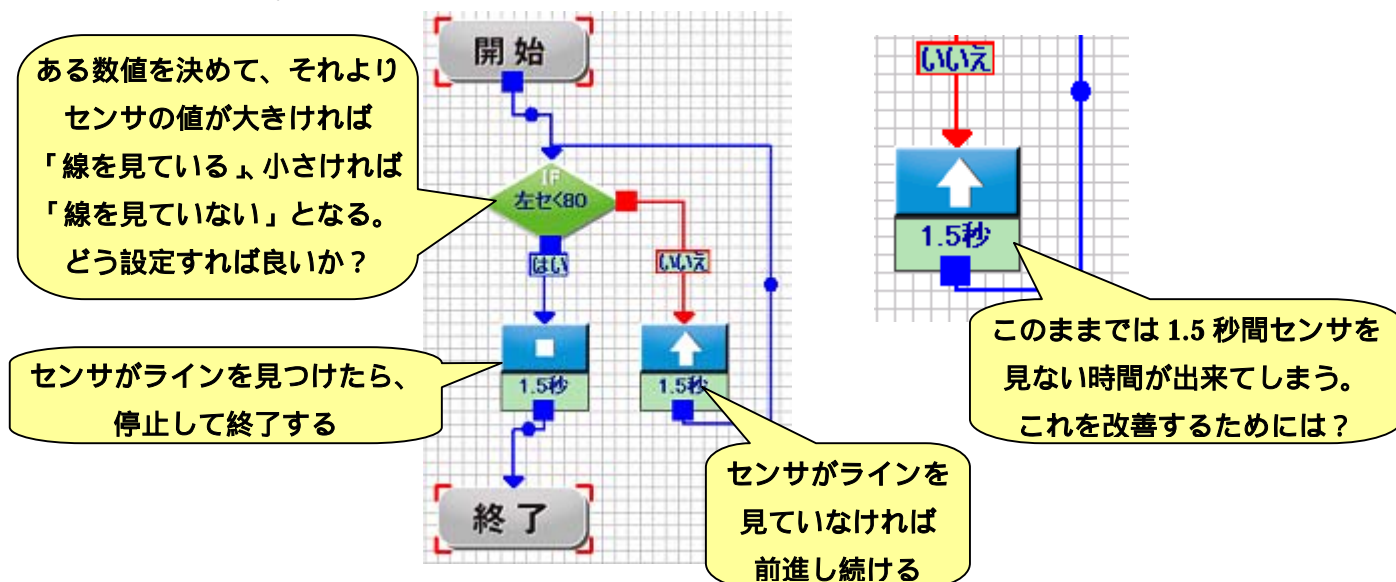 ある数値を決めて、それより
センサの値が大きければ
「線を見ている」、小さければ
「線を見ていない」となる。
どう設定すれば良いか？
開始
IF
左セ<80
はい
いいえ
1.5秒
1.5秒
終了
センサがラインを見つけたら、
停止して終了する
センサがラインを
見ていなければ
前進し続ける
いいえ
1.5秒
このままでは 1.5 秒間センサを
見ない時間が出来てしまう。
これを改善するためには？